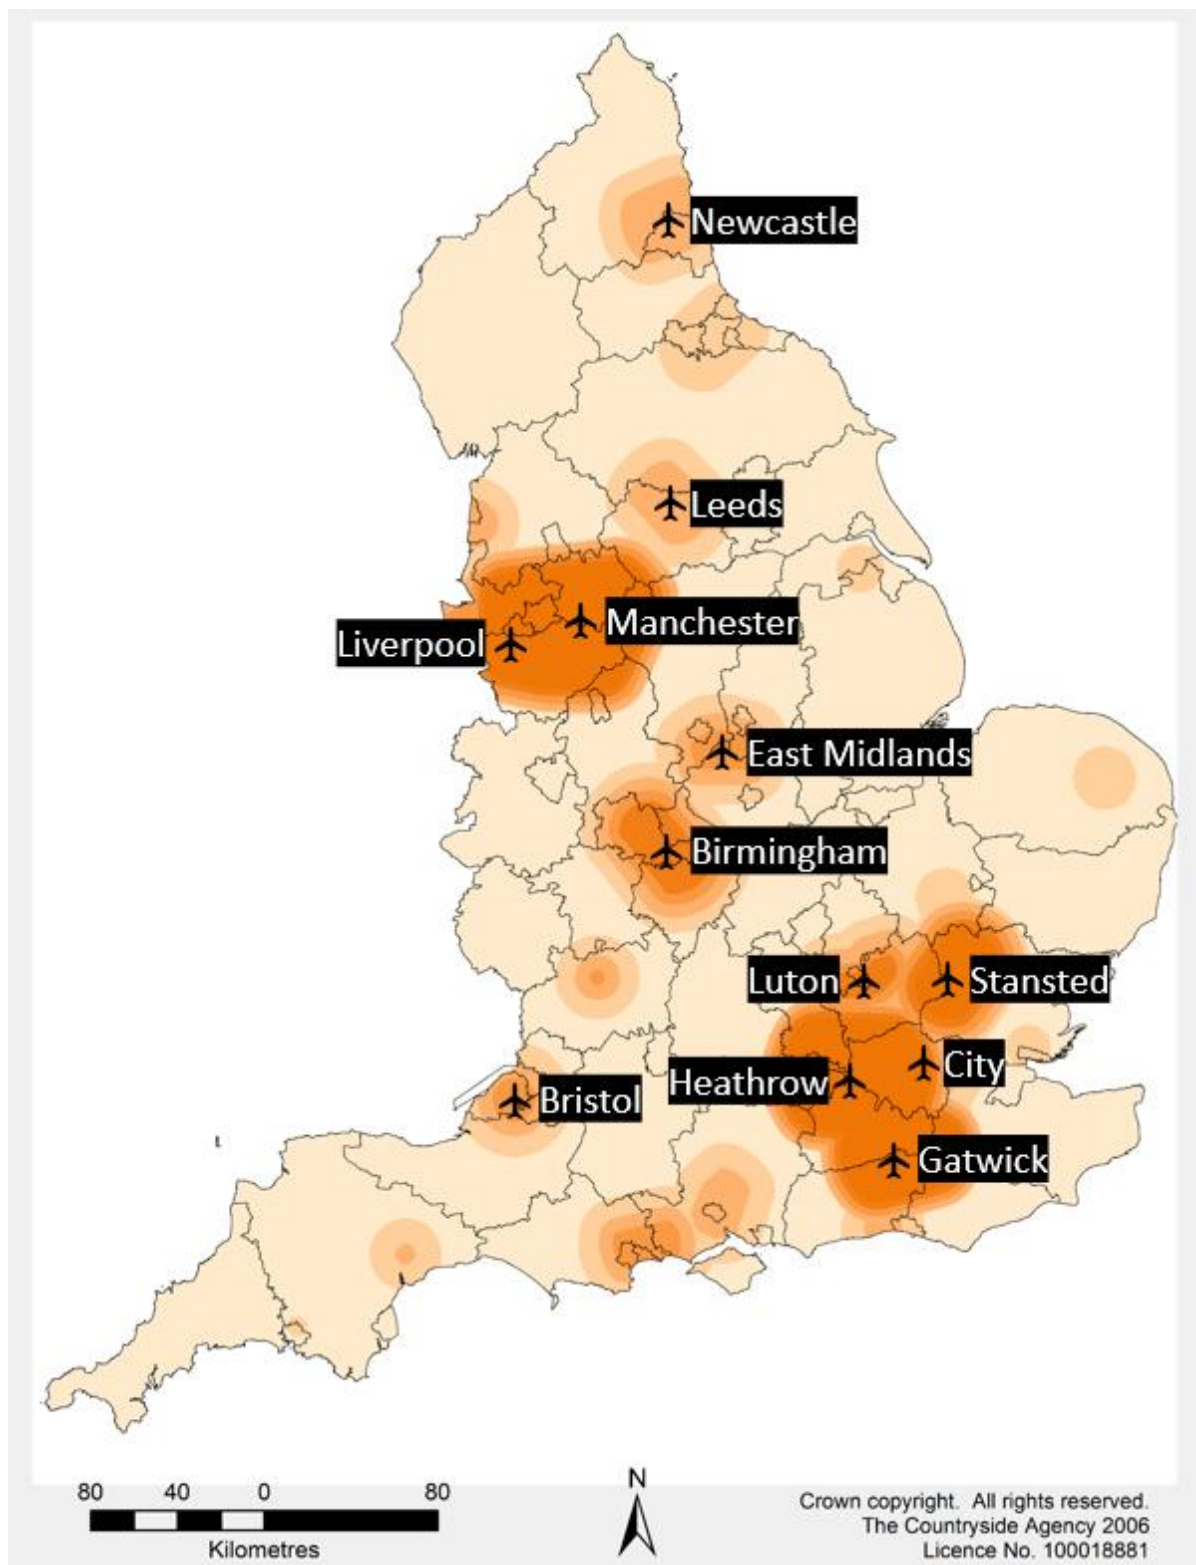 Newcastle
Leeds
Manchester
Liverpool
East Midlands
Birmingham
Luton
Stansted
City
Heathrow
Bristol
Gatwick
80 40 0 80
Kilometres
N
Crown copyright. All rights reserved.
The Countryside Agency 2006
Licence No. 100018881